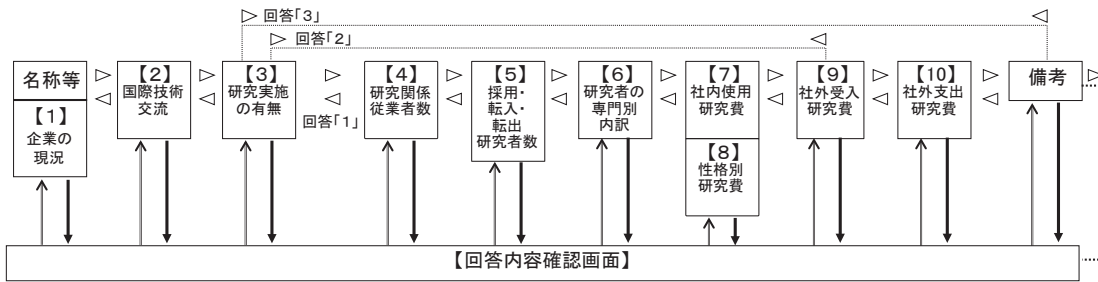 回答「3」
回答「2」
名称等
【1】
企業の
現況
【2】
国際技術
交流
【3】
研究実施
の有無
回答「1」
【4】
研究関係
従業者数
【5】
採用・
転入・
転出
研究者数
【6】
研究者の
専門別
内訳
【7】
社内使用
研究費
【8】
性格別
研究費
【9】
社外受入
研究費
【10】
社外支出
研究費
備考
【回答内容確認画面】